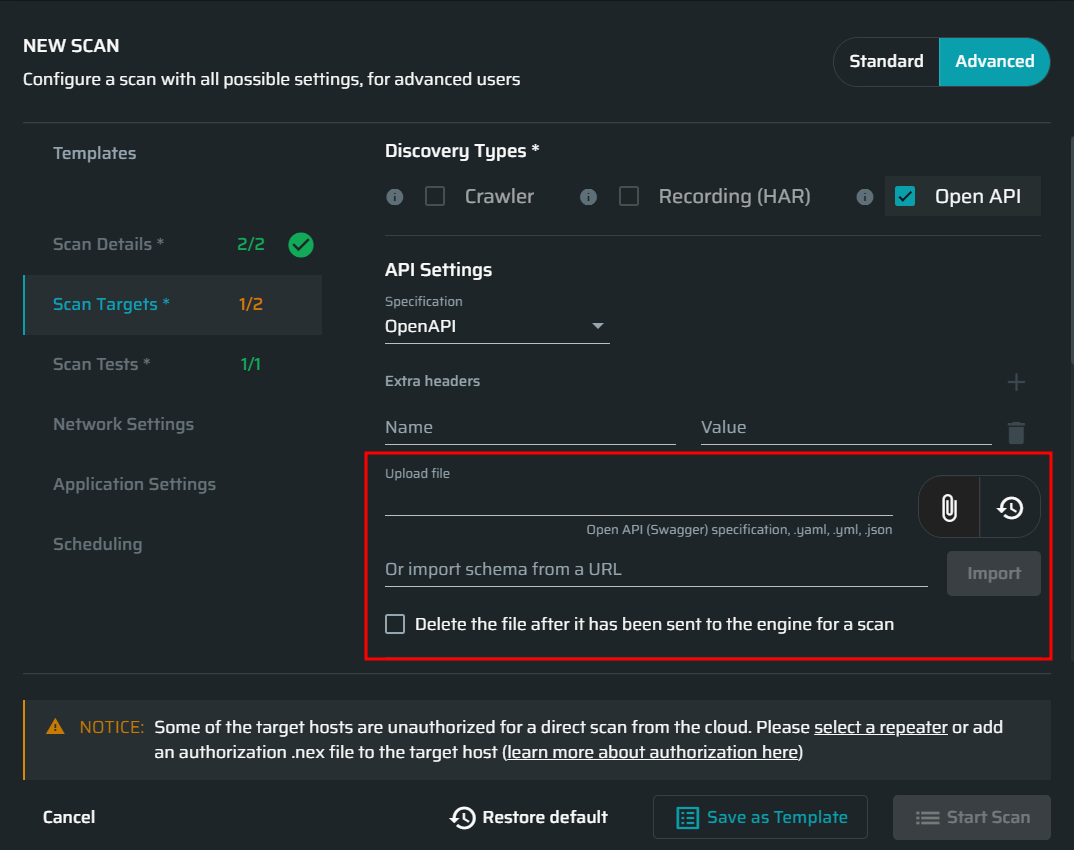 NEW SCAN
Configure a scan with all possible settings, for advanced users
Standard
Advanced
Templates
Scan Details * 2/2
Scan Targets * 1/2
Scan Tests * 1/1
Network Settings
Application Settings
Scheduling
Discovery Types *
Crawler
Recording (HAR)
Open API
API Settings
Specification
OpenAPI
Extra headers
Name
Value
Upload file
Open API (Swagger) specification, .yaml, .yml, .json
Or import schema from a URL
Import
Delete the file after it has been sent to the engine for a scan
NOTICE: Some of the target hosts are unauthorized for a direct scan from the cloud. Please select a repeater or add
an authorization .nex file to the target host (learn more about authorization here)
Cancel
Restore default
Save as Template
Start Scan